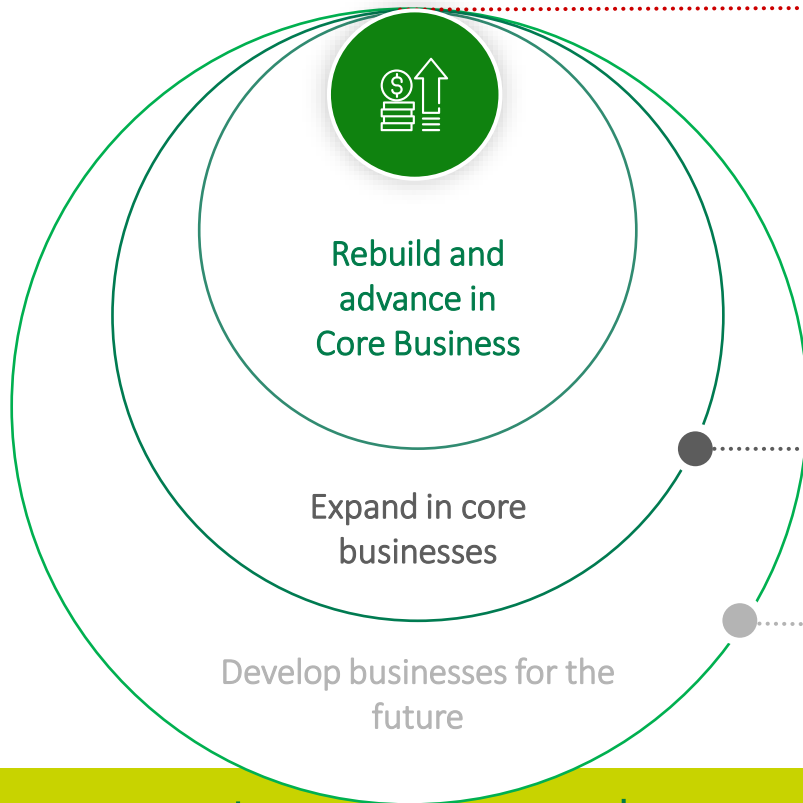 $
Rebuild and
advance in
Core Business
Expand in core
businesses
Develop businesses for the
future